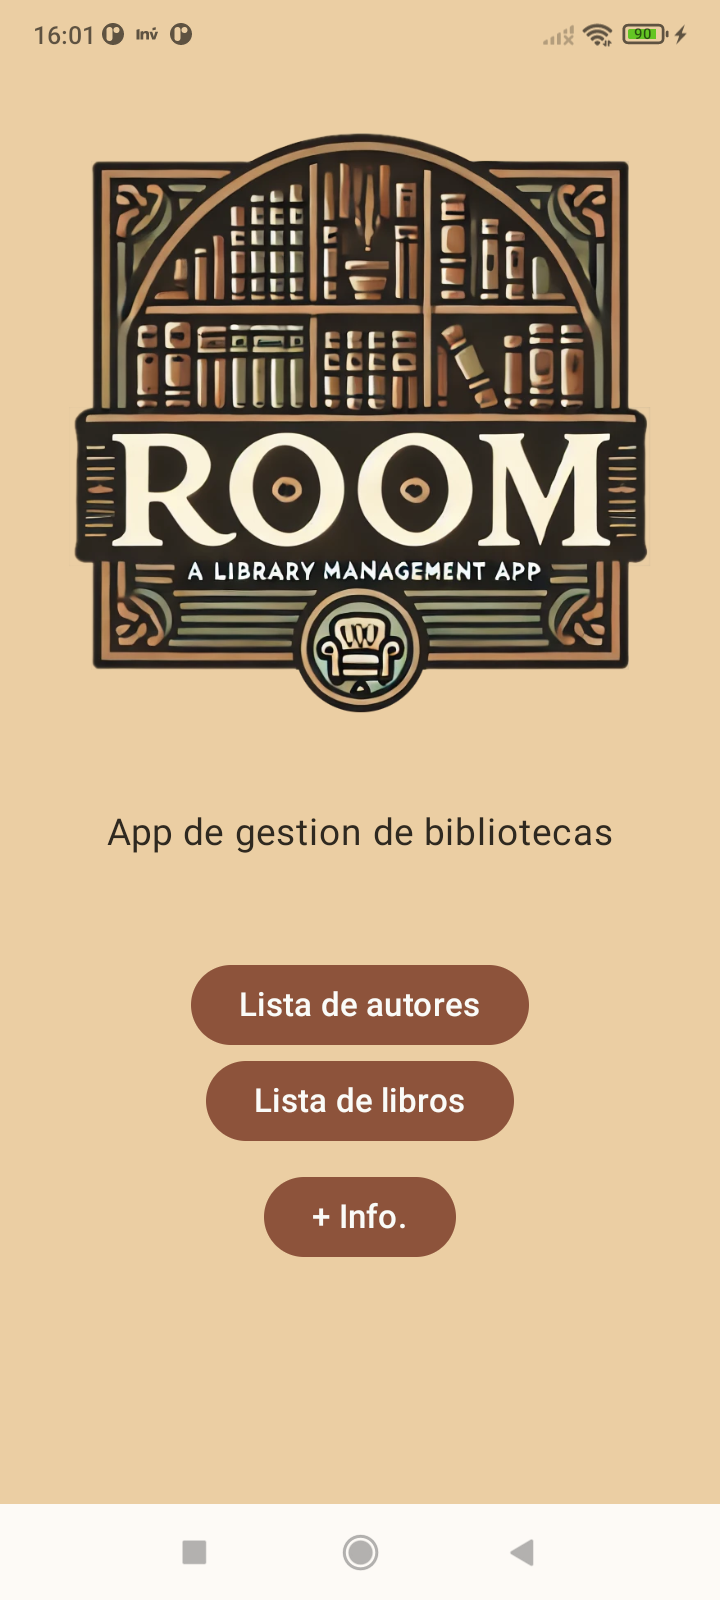 16:01 Inv 90
ROOM
A LIBRARY MANAGEMENT APP
App de gestion de bibliotecas
Lista de autores
Lista de libros
+ Info.